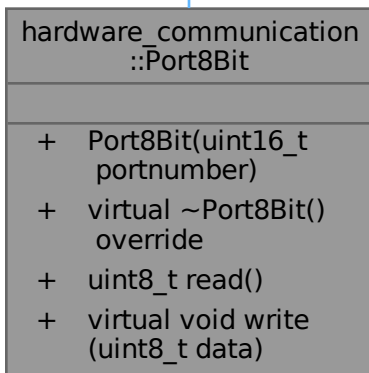 hardware_communication
::Port8Bit
+ Port8Bit(uint16_t
portnumber)
+ virtual ~Port8Bit()
override
+ uint8_t read()
+ virtual void write
(uint8_t data)